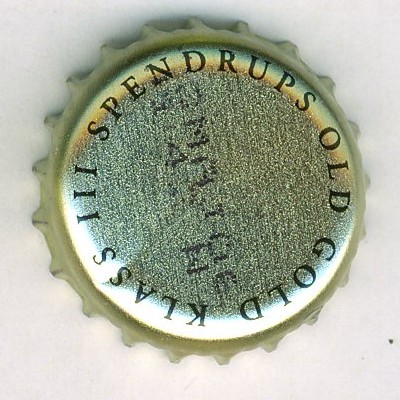 SPENDRUPS OLD GOLD KLASS III